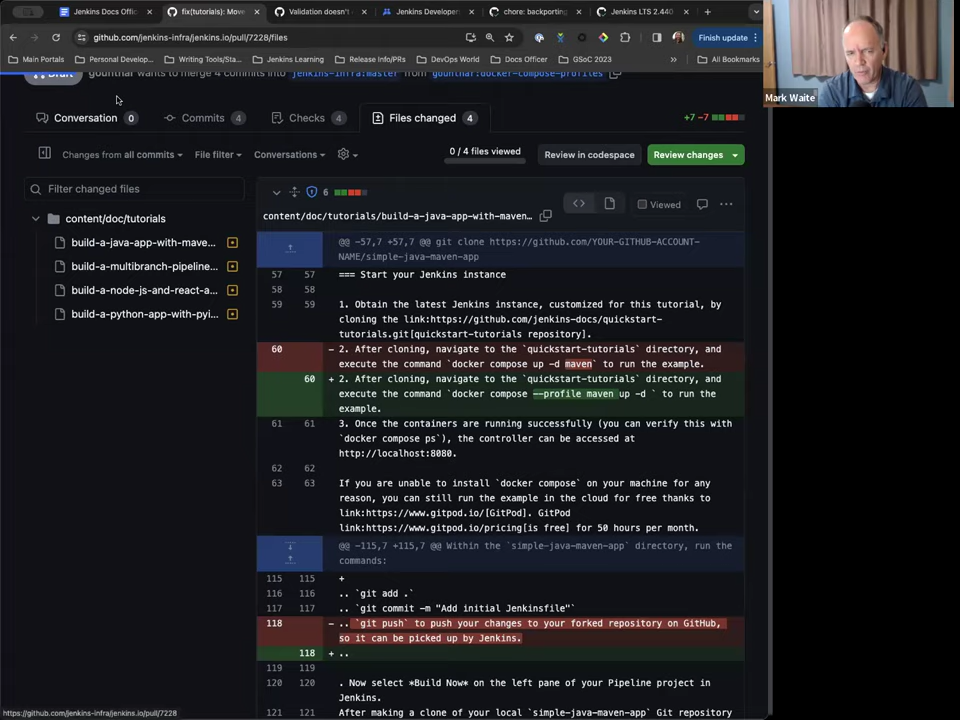 Jenkins Docs Offic
fix(tutorials): Mov
Validation doesn't
Jenkins Developer
chore: backporting
Jenkins LTS 2.440
github.com/jenkins-infra/jenkins.io/pull/7228/files
Finish update
Main Portals
Personal Develop...
Writing Tools/Sta...
Jenkins Learning
Release Info/PRs
DevOps World
Docs Officer
GSoC 2023
»
All Bookmarks
Draft gounthar wants to merge 4 commits into jenkins-infra:master from gounthar:docker-compose-profiles
Mark Waite
Conversation 0
Commits 4
Checks 4
Files changed 4
+7 −7
Changes from all commits
File filter
Conversations
0 / 4 files viewed
Review in codespace
Review changes
Filter changed files
content/doc/tutorials
build-a-java-app-with-mave...
build-a-multibranch-pipeline...
build-a-node-js-and-react-a...
build-a-python-app-with-pyi...
6
content/doc/tutorials/build-a-java-app-with-maven...
Viewed
@@ -57,7 +57,7 @@ git clone https://github.com/YOUR-GITHUB-ACCOUNT-
NAME/simple-java-maven-app
57 57 === Start your Jenkins instance
58 58
59 59 1. Obtain the latest Jenkins instance, customized for this tutorial, by
cloning the link:https://github.com/jenkins-docs/quickstart-
tutorials.git[quickstart-tutorials repository].
60 − 2. After cloning, navigate to the `quickstart-tutorials` directory, and
execute the command `docker compose up -d maven` to run the example.
60 + 2. After cloning, navigate to the `quickstart-tutorials` directory, and
execute the command `docker compose --profile maven up -d ` to run the
example.
61 61 3. Once the containers are running successfully (you can verify this with
`docker compose ps`), the controller can be accessed at
http://localhost:8080.
62 62
63 63 If you are unable to install `docker compose` on your machine for any
reason, you can still run the example in the cloud for free thanks to
link:https://www.gitpod.io/[GitPod]. GitPod
link:https://www.gitpod.io/pricing[is free] for 50 hours per month.
@@ -115,7 +115,7 @@ Within the `simple-java-maven-app` directory, run the
commands:
115 115 +
116 116 .. `git add .`
117 117 .. `git commit -m "Add initial Jenkinsfile"`
118 − .. `git push` to push your changes to your forked repository on GitHub,
so it can be picked up by Jenkins.
118 + ..
119 119
120 120 . Now select *Build Now* on the left pane of your Pipeline project in
Jenkins.
121 121 After making a clone of your local `simple-java-maven-app` Git repository
https://github.com/jenkins-infra/jenkins.io/pull/7228